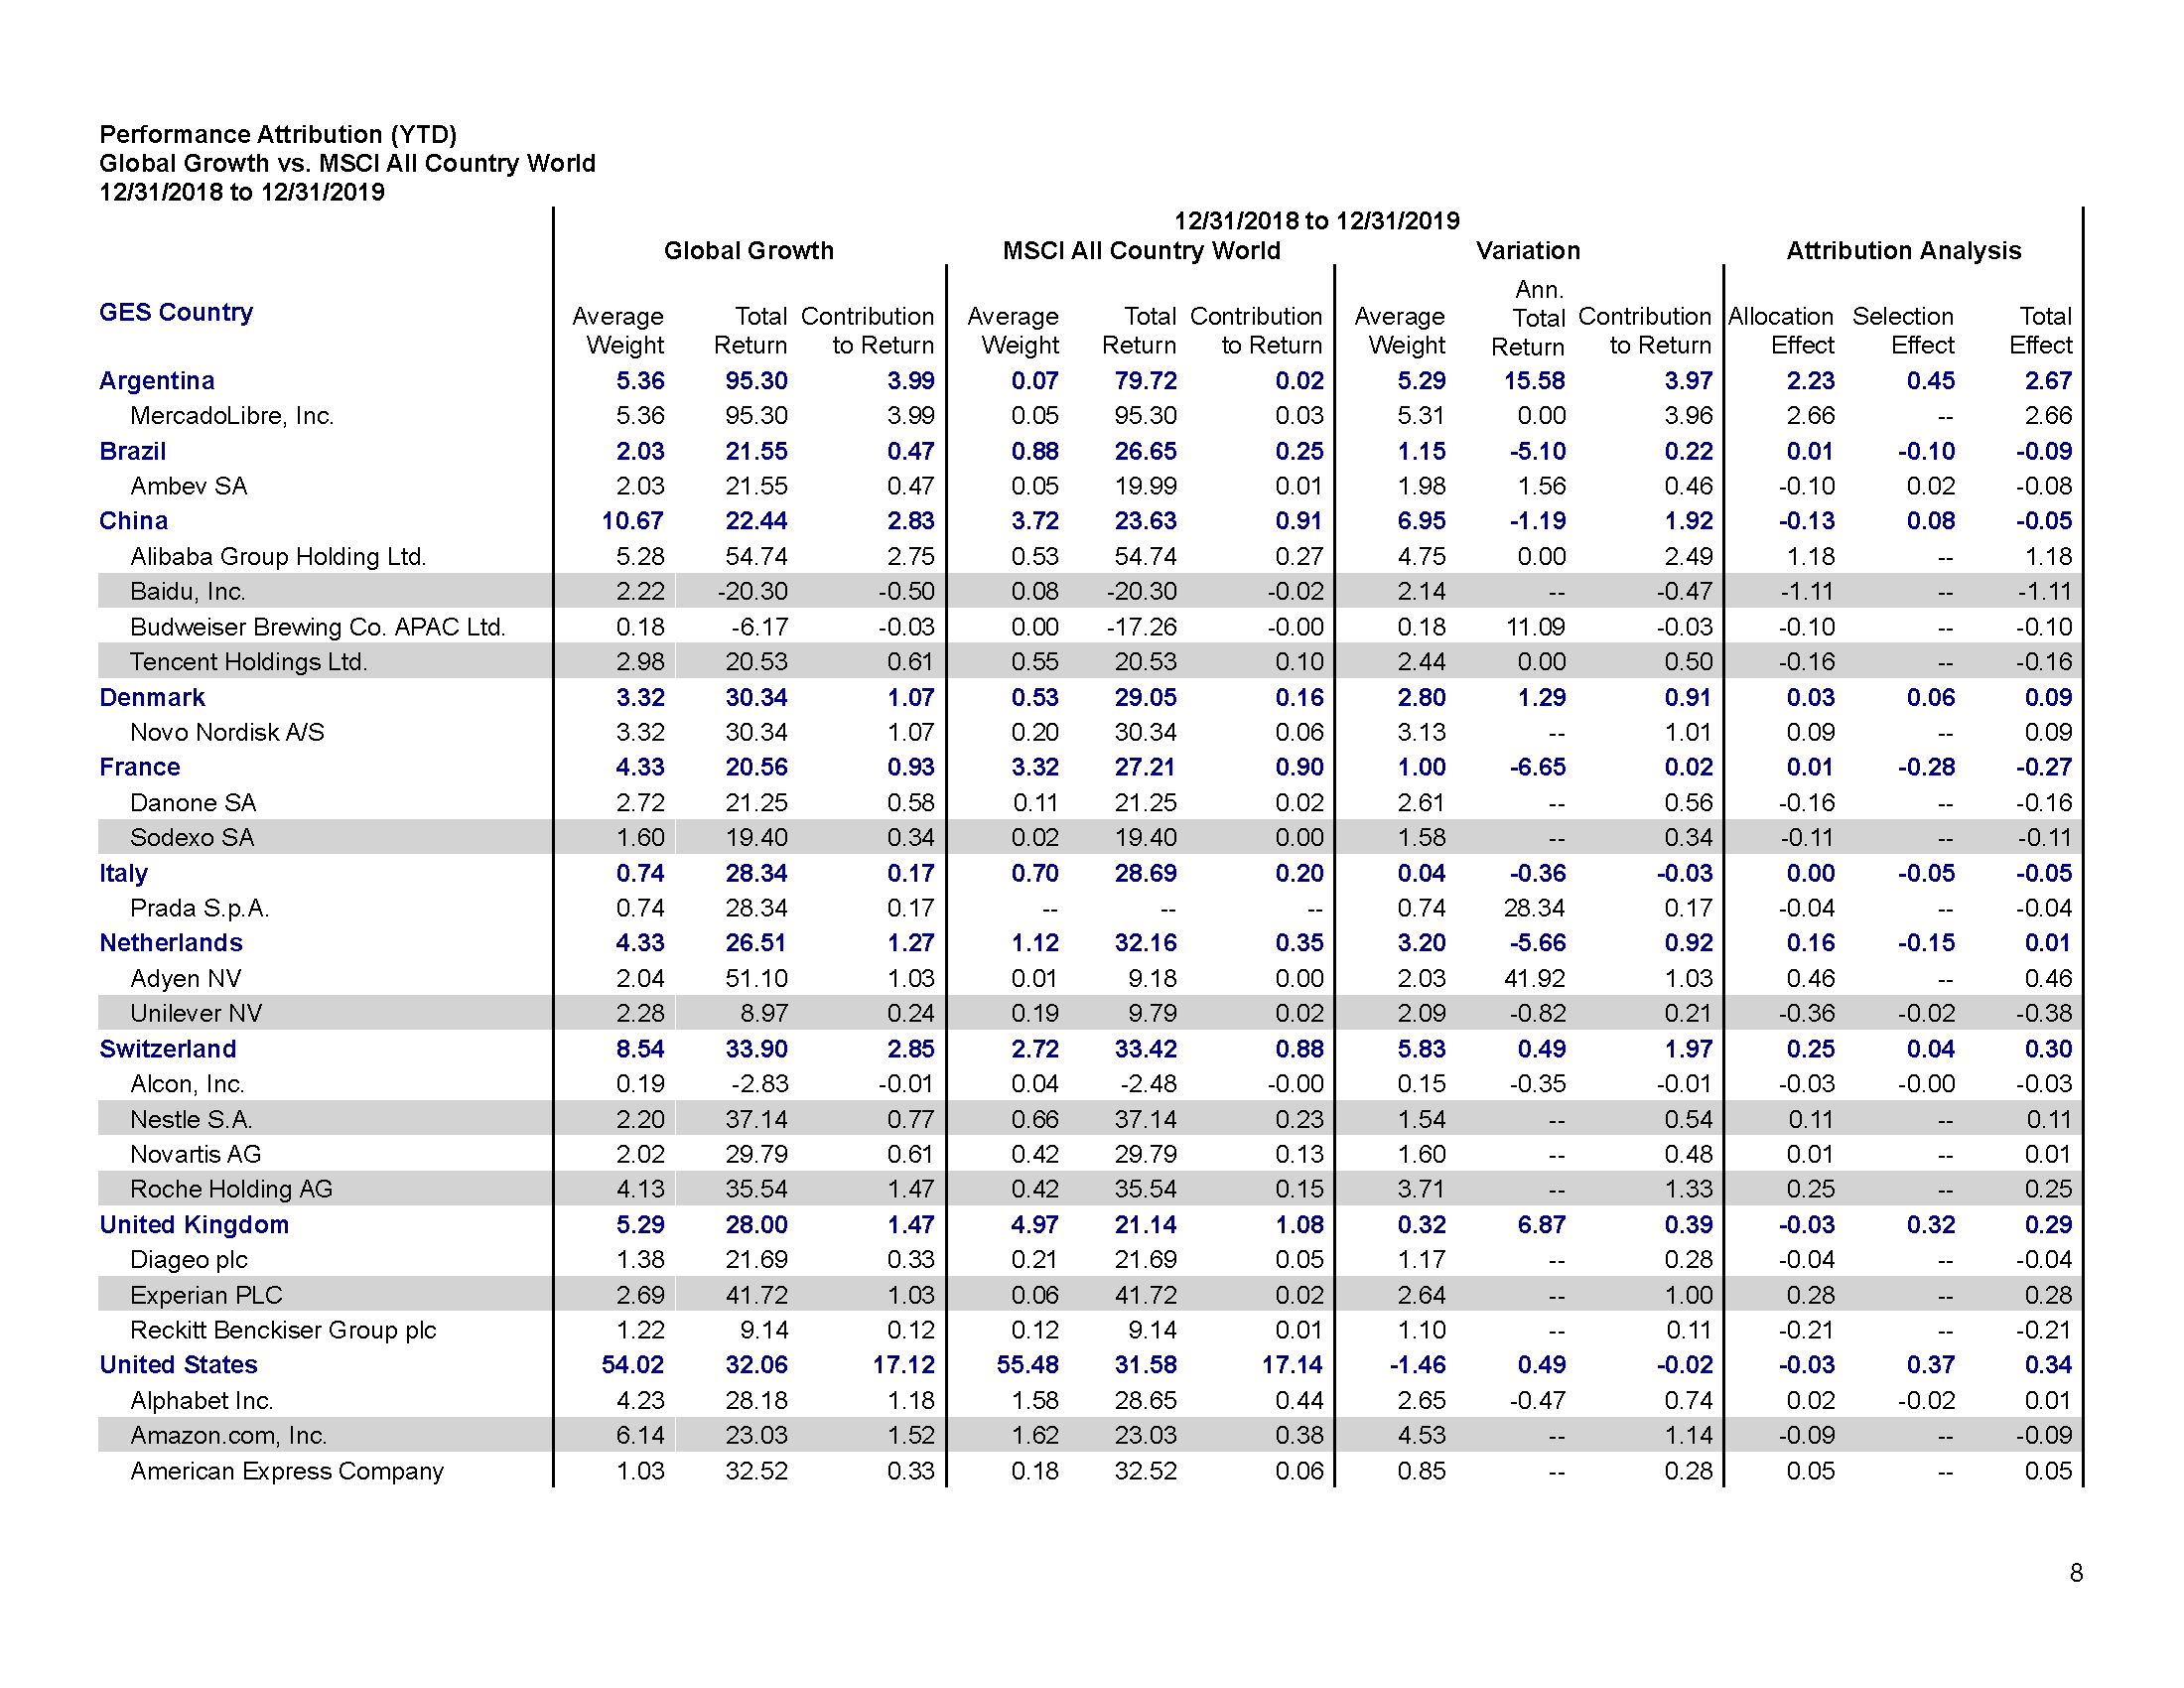 Performance Attribution (YTD)
Global Growth vs. MSCI All Country World
12/31/2018 to 12/31/2019
12/31/2018 to 12/31/2019
Global Growth MSCI All Country World Variation Attribution Analysis
GES Country Average Weight Total Return Contribution to Return Average Weight Total Return Contribution to Return Average Weight Ann. Total Return Contribution to Return Allocation Effect Selection Effect Total Effect
Argentina 5.36 95.30 3.99 0.07 79.72 0.02 5.29 15.58 3.97 2.23 0.45 2.67
MercadoLibre, Inc. 5.36 95.30 3.99 0.05 95.30 0.03 5.31 0.00 3.96 2.66 -- 2.66
Brazil 2.03 21.55 0.47 0.88 26.65 0.25 1.15 -5.10 0.22 0.01 -0.10 -0.09
Ambev SA 2.03 21.55 0.47 0.05 19.99 0.01 1.98 1.56 0.46 -0.10 0.02 -0.08
China 10.67 22.44 2.83 3.72 23.63 0.91 6.95 -1.19 1.92 -0.13 0.08 -0.05
Alibaba Group Holding Ltd. 5.28 54.74 2.75 0.53 54.74 0.27 4.75 0.00 2.49 1.18 -- 1.18
Baidu, Inc. 2.22 -20.30 -0.50 0.08 -20.30 -0.02 2.14 -- -0.47 -1.11 -- -1.11
Budweiser Brewing Co. APAC Ltd. 0.18 -6.17 -0.03 0.00 -17.26 -0.00 0.18 11.09 -0.03 -0.10 -- -0.10
Tencent Holdings Ltd. 2.98 20.53 0.61 0.55 20.53 0.10 2.44 0.00 0.50 -0.16 -- -0.16
Denmark 3.32 30.34 1.07 0.53 29.05 0.16 2.80 1.29 0.91 0.03 0.06 0.09
Novo Nordisk A/S 3.32 30.34 1.07 0.20 30.34 0.06 3.13 -- 1.01 0.09 -- 0.09
France 4.33 20.56 0.93 3.32 27.21 0.90 1.00 -6.65 0.02 0.01 -0.28 -0.27
Danone SA 2.72 21.25 0.58 0.11 21.25 0.02 2.61 -- 0.56 -0.16 -- -0.16
Sodexo SA 1.60 19.40 0.34 0.02 19.40 0.00 1.58 -- 0.34 -0.11 -- -0.11
Italy 0.74 28.34 0.17 0.70 28.69 0.20 0.04 -0.36 -0.03 0.00 -0.05 -0.05
Prada S.p.A. 0.74 28.34 0.17 -- -- -- 0.74 28.34 0.17 -0.04 -- -0.04
Netherlands 4.33 26.51 1.27 1.12 32.16 0.35 3.20 -5.66 0.92 0.16 -0.15 0.01
Adyen NV 2.04 51.10 1.03 0.01 9.18 0.00 2.03 41.92 1.03 0.46 -- 0.46
Unilever NV 2.28 8.97 0.24 0.19 9.79 0.02 2.09 -0.82 0.21 -0.36 -0.02 -0.38
Switzerland 8.54 33.90 2.85 2.72 33.42 0.88 5.83 0.49 1.97 0.25 0.04 0.30
Alcon, Inc. 0.19 -2.83 -0.01 0.04 -2.48 -0.00 0.15 -0.35 -0.01 -0.03 -0.00 -0.03
Nestle S.A. 2.20 37.14 0.77 0.66 37.14 0.23 1.54 -- 0.54 0.11 -- 0.11
Novartis AG 2.02 29.79 0.61 0.42 29.79 0.13 1.60 -- 0.48 0.01 -- 0.01
Roche Holding AG 4.13 35.54 1.47 0.42 35.54 0.15 3.71 -- 1.33 0.25 -- 0.25
United Kingdom 5.29 28.00 1.47 4.97 21.14 1.08 0.32 6.87 0.39 -0.03 0.32 0.29
Diageo plc 1.38 21.69 0.33 0.21 21.69 0.05 1.17 -- 0.28 -0.04 -- -0.04
Experian PLC 2.69 41.72 1.03 0.06 41.72 0.02 2.64 -- 1.00 0.28 -- 0.28
Reckitt Benckiser Group plc 1.22 9.14 0.12 0.12 9.14 0.01 1.10 -- 0.11 -0.21 -- -0.21
United States 54.02 32.06 17.12 55.48 31.58 17.14 -1.46 0.49 -0.02 -0.03 0.37 0.34
Alphabet Inc. 4.23 28.18 1.18 1.58 28.65 0.44 2.65 -0.47 0.74 0.02 -0.02 0.01
Amazon.com, Inc. 6.14 23.03 1.52 1.62 23.03 0.38 4.53 -- 1.14 -0.09 -- -0.09
American Express Company 1.03 32.52 0.33 0.18 32.52 0.06 0.85 -- 0.28 0.05 -- 0.05
8